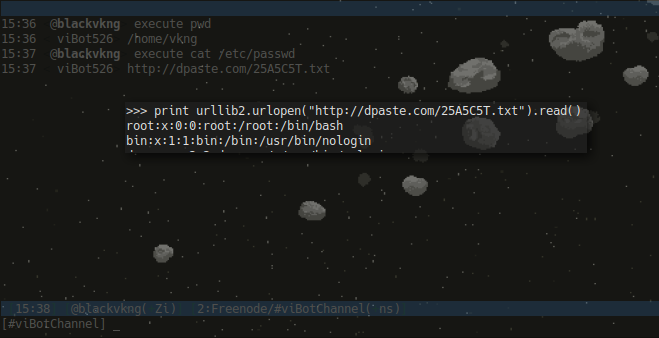 15:36  @blackvkng  execute pwd
15:36   viBot526  /home/vkng
15:37  @blackvkng  execute cat /etc/passwd
15:37   viBot526  http://dpaste.com/25A5C5T.txt
>>> print urllib2.urlopen("http://dpaste.com/25A5C5T.txt").read()
root:x:0:0:root:/root:/bin/bash
bin:x:1:1:bin:/bin:/usr/bin/nologin
15:38   @blackvkng( Zi)   2:Freenode/#viBotChannel( ns)
[#viBotChannel] _